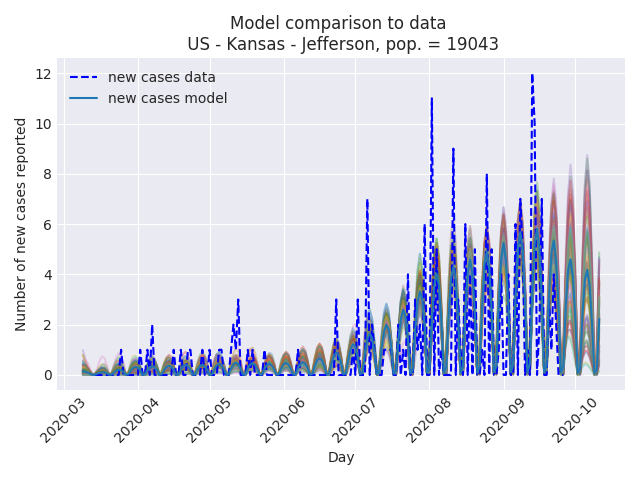 Model comparison to data
US - Kansas - Jefferson, pop. = 19043
new cases data
new cases model
Number of new cases reported
12
10
8
6
4
2
0
2020-03
2020-04
2020-05
2020-06
2020-07
2020-08
2020-09
2020-10
Day